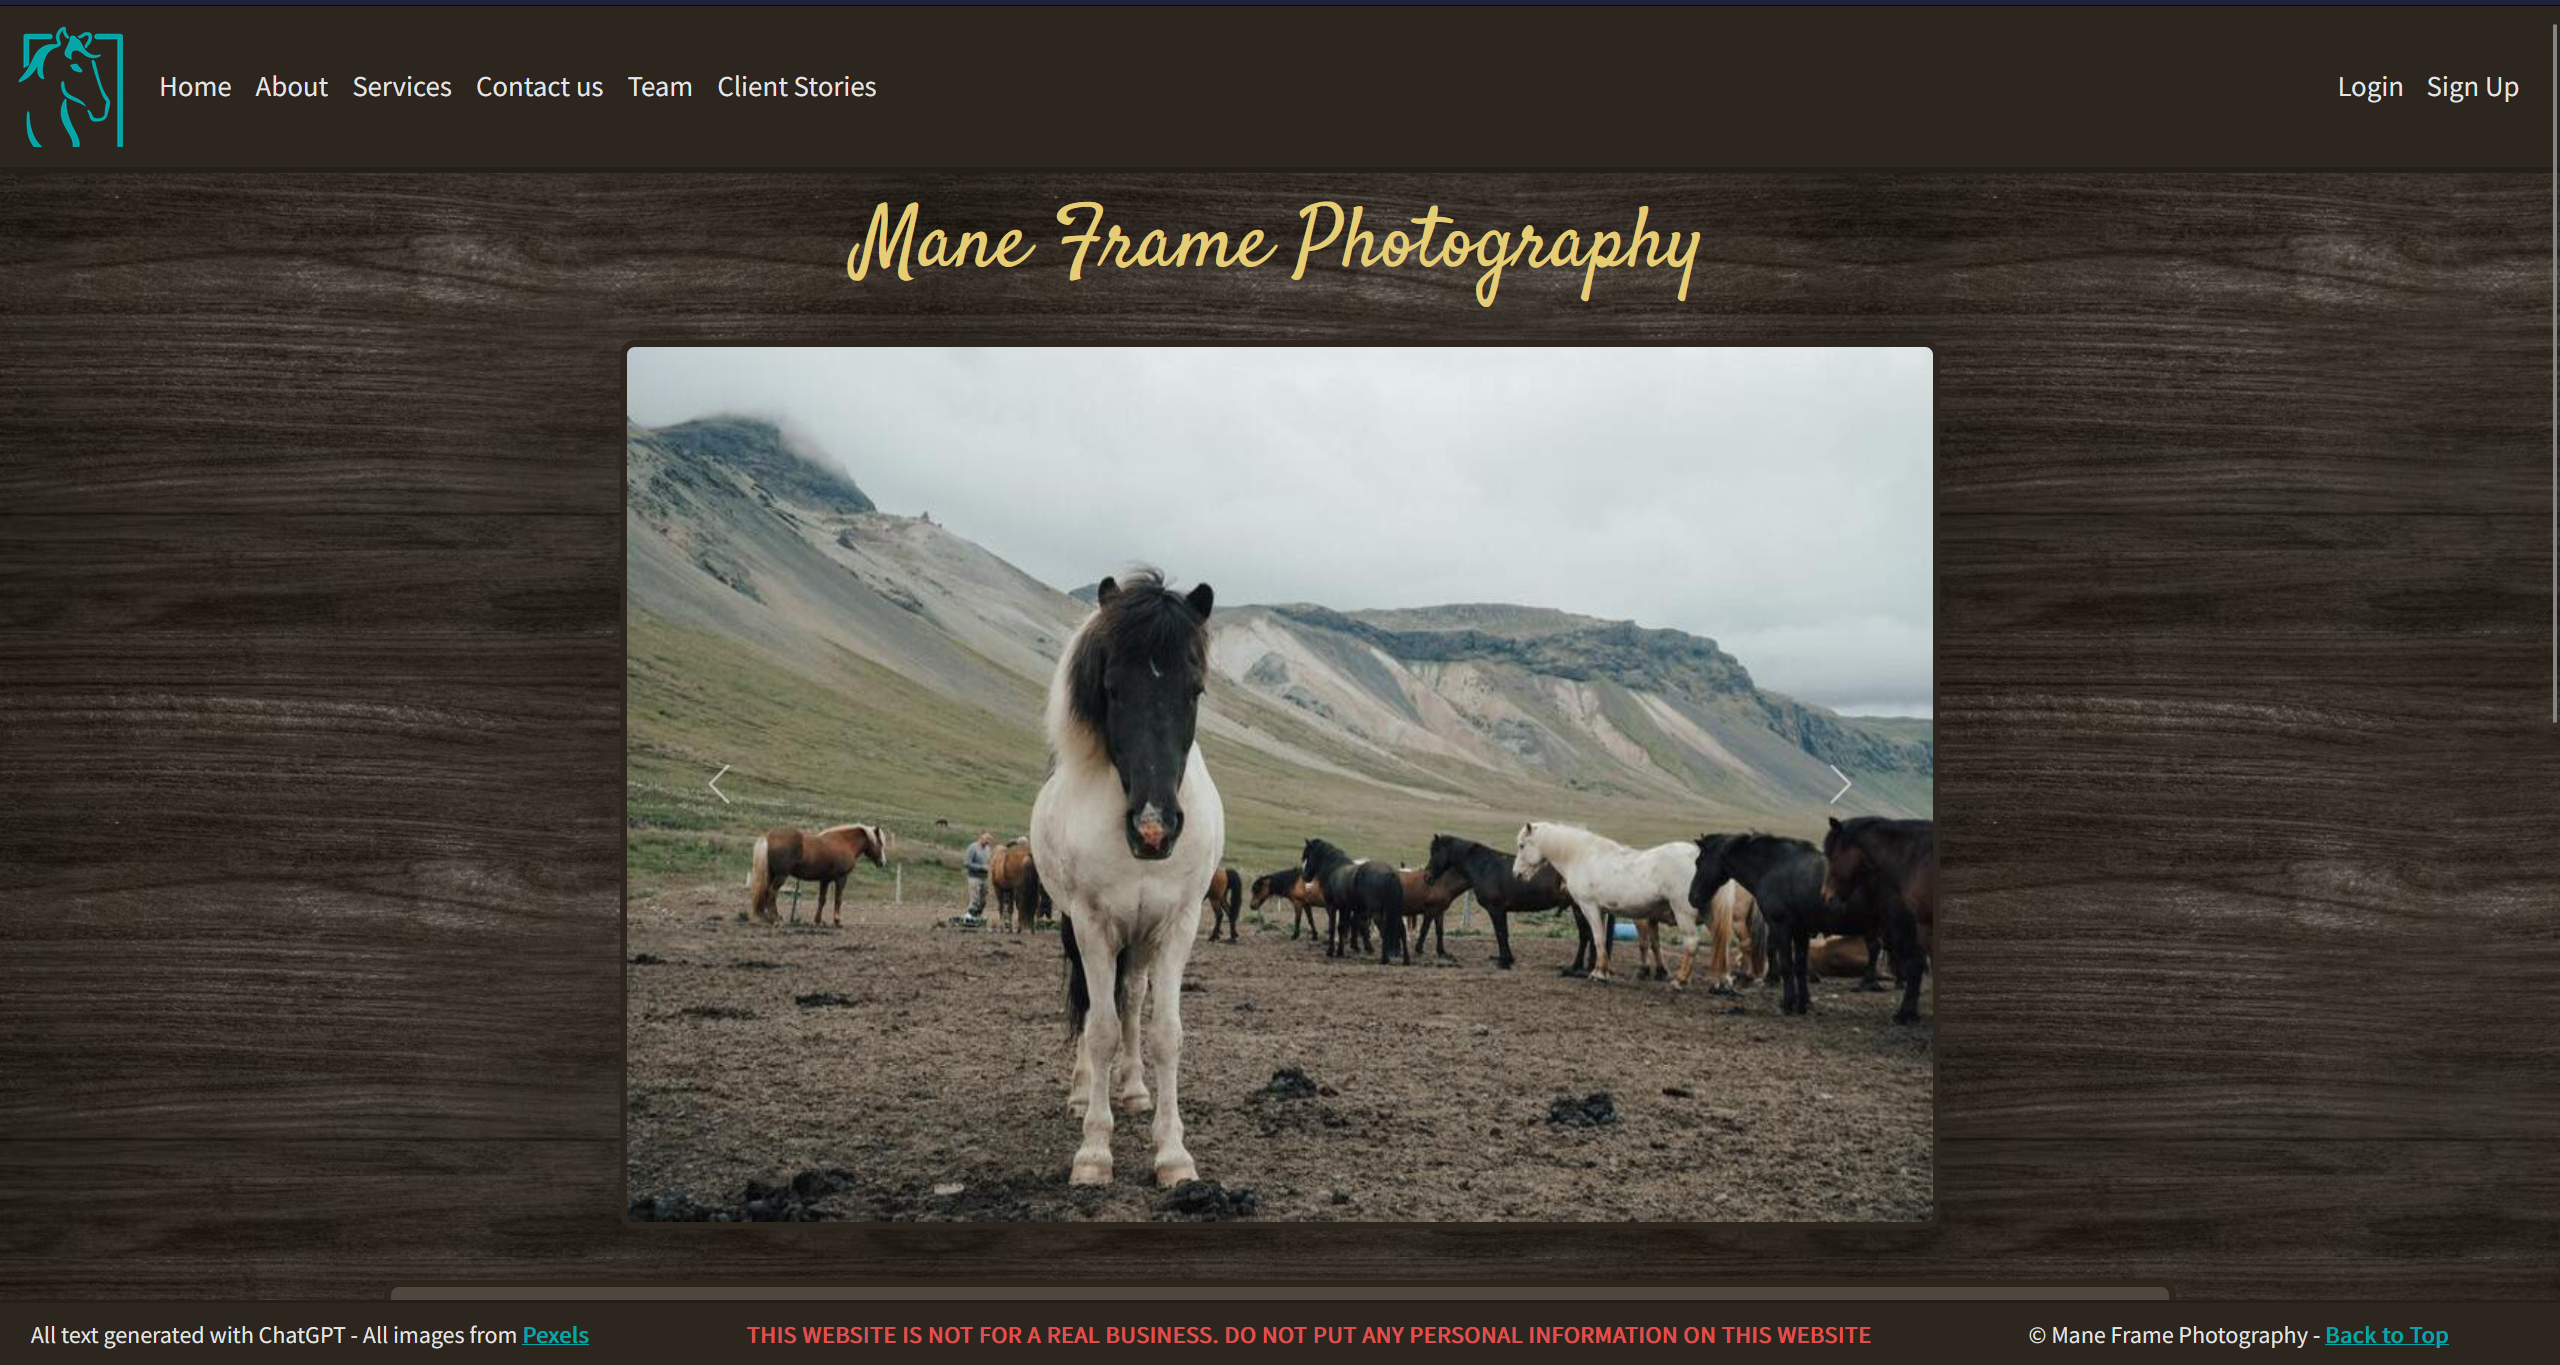 Home About Services Contact us Team Client Stories Login Sign Up
Mane Frame Photography
All text generated with ChatGPT - All images from Pexels
THIS WEBSITE IS NOT FOR A REAL BUSINESS. DO NOT PUT ANY PERSONAL INFORMATION ON THIS WEBSITE
© Mane Frame Photography - Back to Top